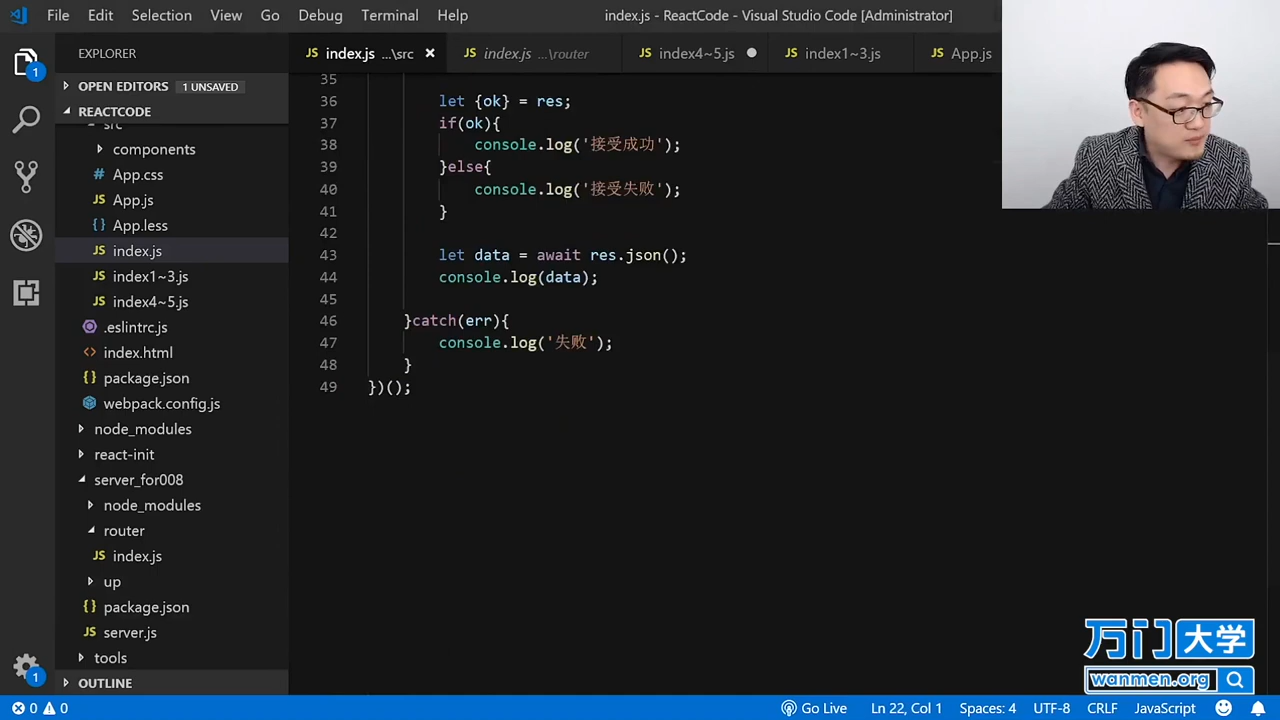 File Edit Selection View Go Debug Terminal Help index.js - ReactCode - Visual Studio Code [Administrator]
EXPLORER
index.js ...\src index.js ...\router index4~5.js index1~3.js App.js
OPEN EDITORS 1 UNSAVED
REACTCODE
src
components
App.css
App.js
App.less
index.js
index1~3.js
index4~5.js
.eslintrc.js
index.html
package.json
webpack.config.js
node_modules
react-init
server_for008
node_modules
router
index.js
up
package.json
server.js
tools
OUTLINE
35
36 let {ok} = res;
37 if(ok){
38 console.log('接受成功');
39 }else{
40 console.log('接受失败');
41 }
42
43 let data = await res.json();
44 console.log(data);
45
46 }catch(err){
47 console.log('失败');
48 }
49 })();
万门大学
wanmen.org
1
1
0 0 Go Live Ln 22, Col 1 Spaces: 4 UTF-8 CRLF JavaScript